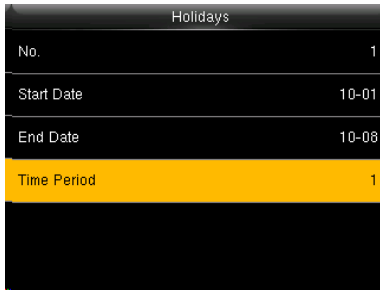 Holidays
No. 1
Start Date 10-01
End Date 10-08
Time Period 1